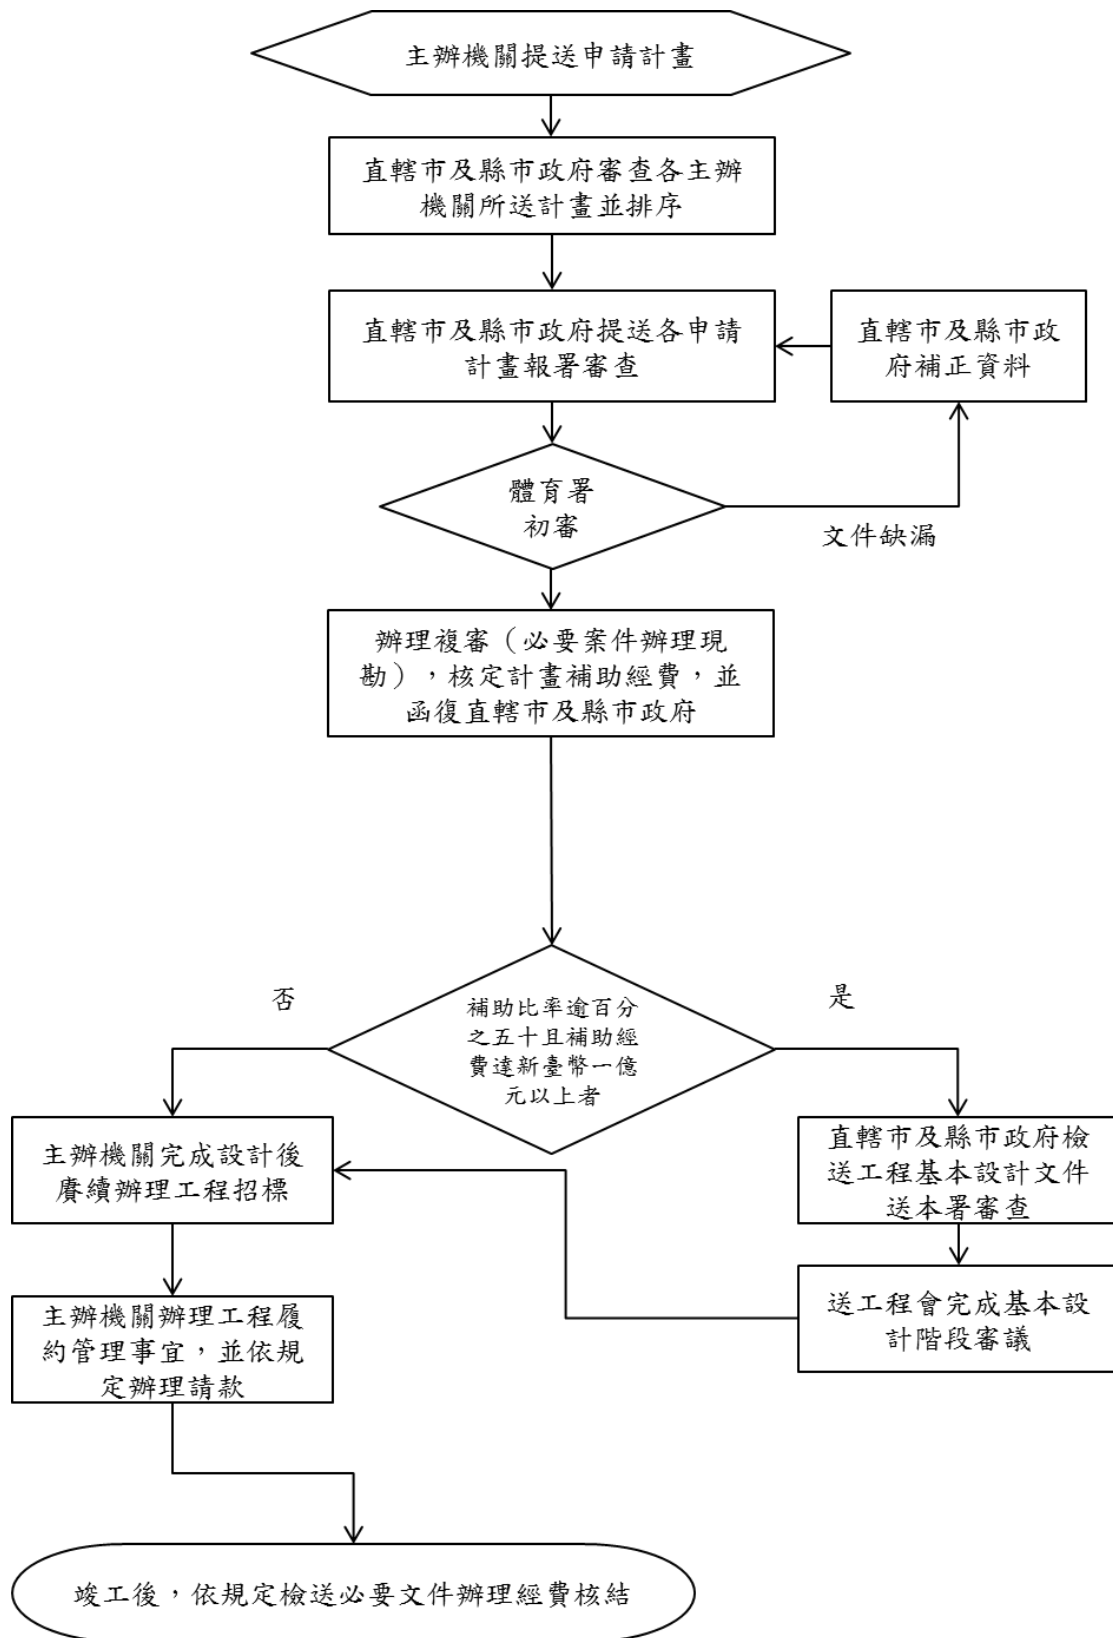 主辦機關提送申請計畫
直轄市及縣市政府審查各主辦
機關所送計畫並排序
直轄市及縣市政府提送各申請
計畫報署審查
直轄市及縣市政
府補正資料
體育署
初審
文件缺漏
辦理複審（必要案件辦理現
勘），核定計畫補助經費，並
函復直轄市及縣市政府
否
補助比率逾百分
之五十且補助經
費達新臺幣一億
元以上者
是
主辦機關完成設計後
賡續辦理工程招標
直轄市及縣市政府檢
送工程基本設計文件
送本署審查
主辦機關辦理工程履
約管理事宜，並依規
定辦理請款
送工程會完成基本設
計階段審議
竣工後，依規定檢送必要文件辦理經費核結